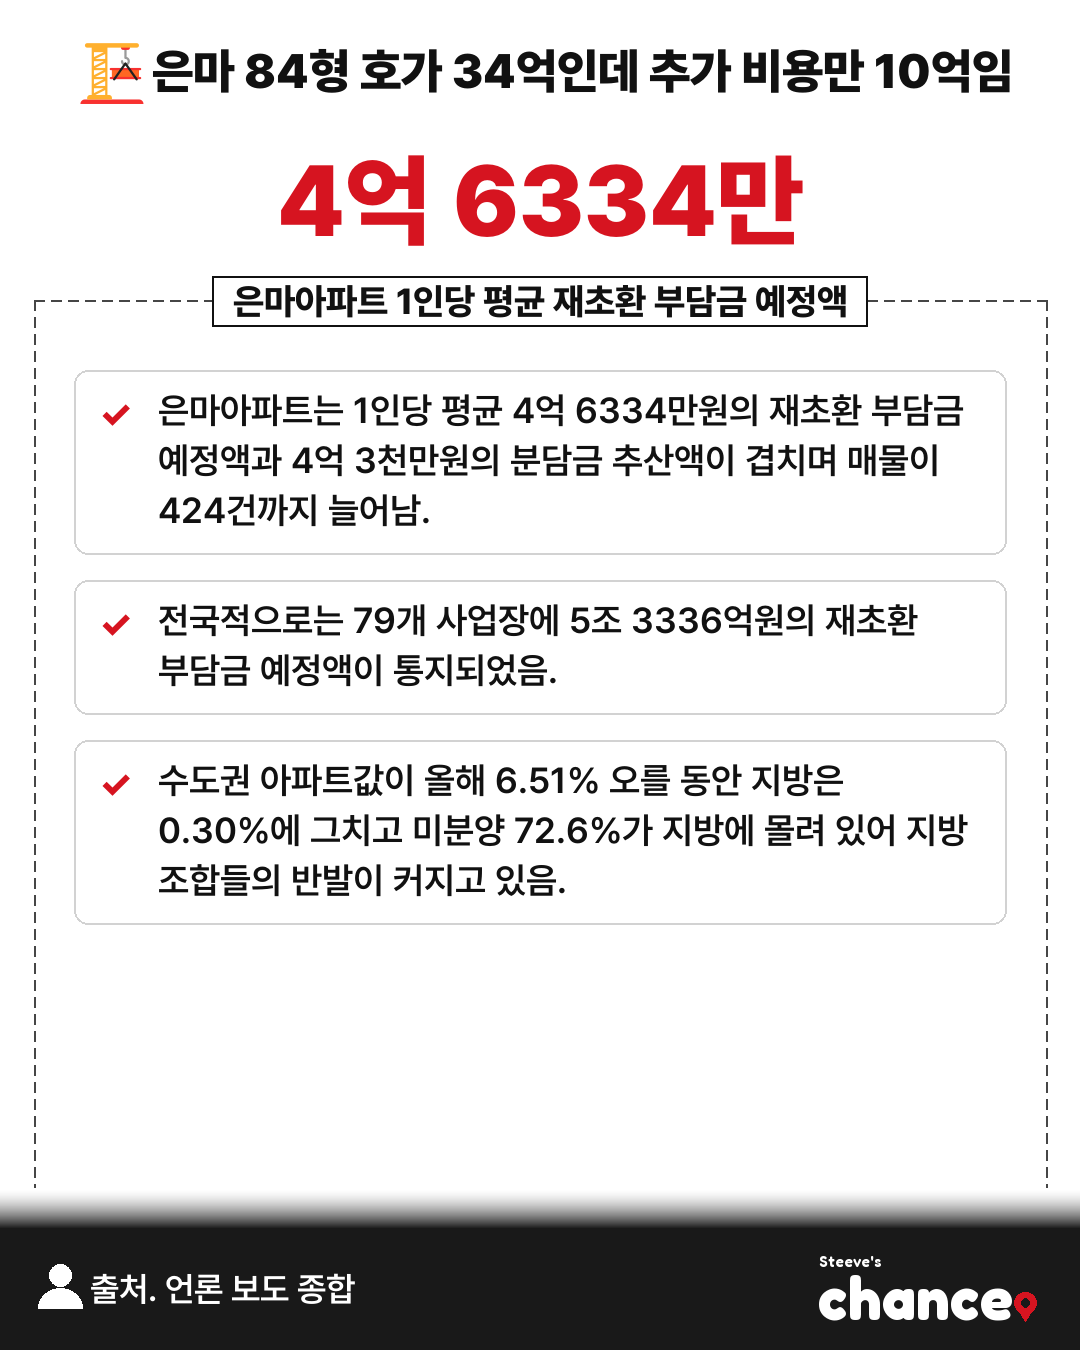 은마 84형 호가 34억인데 추가 비용만 10억임
4억 6334만
은마아파트 1인당 평균 재초환 부담금 예정액
은마아파트는 1인당 평균 4억 6334만원의 재초환 부담금
예정액과 4억 3천만원의 분담금 추산액이 겹치며 매물이
424건까지 늘어남.
전국적으로는 79개 사업장에 5조 3336억원의 재초환
부담금 예정액이 통지되었음.
수도권 아파트값이 올해 6.51% 오를 동안 지방은
0.30%에 그치고 미분양 72.6%가 지방에 몰려 있어 지방
조합들의 반발이 커지고 있음.
출처. 언론 보도 종합
Steeve's
chance